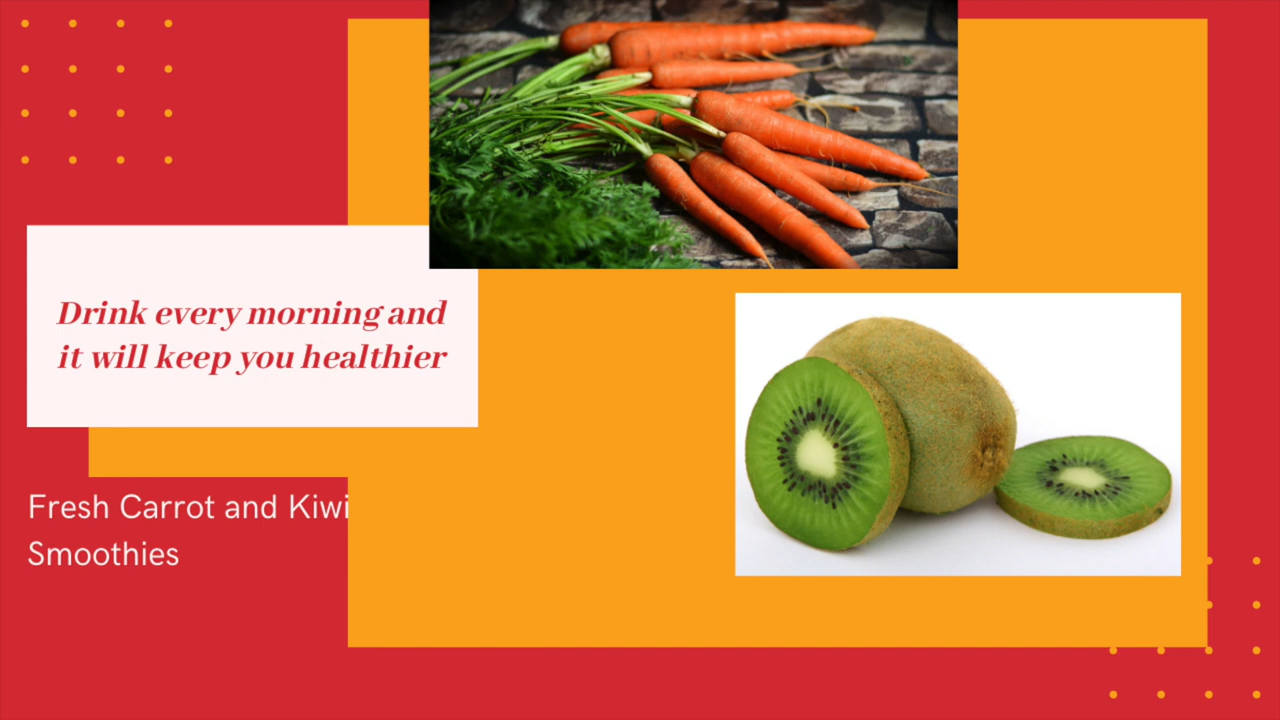 Drink every morning and
it will keep you healthier
Fresh Carrot and Kiwi
Smoothies